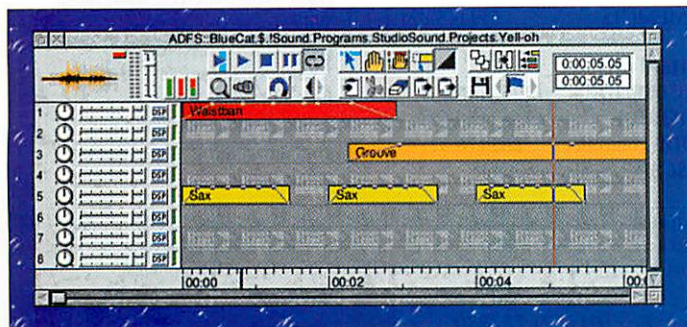 ADFS::BlueCat.$.!Sound.Programs.StudioSound.Projects.Yell-oh
0:00:05.05
0:00:05.05
1 DSP Waistban
2 DSP
3 DSP Groove
4 DSP
5 DSP Sax Sax Sax
6 DSP
7 DSP
8 DSP
00:00 00:02 00:04